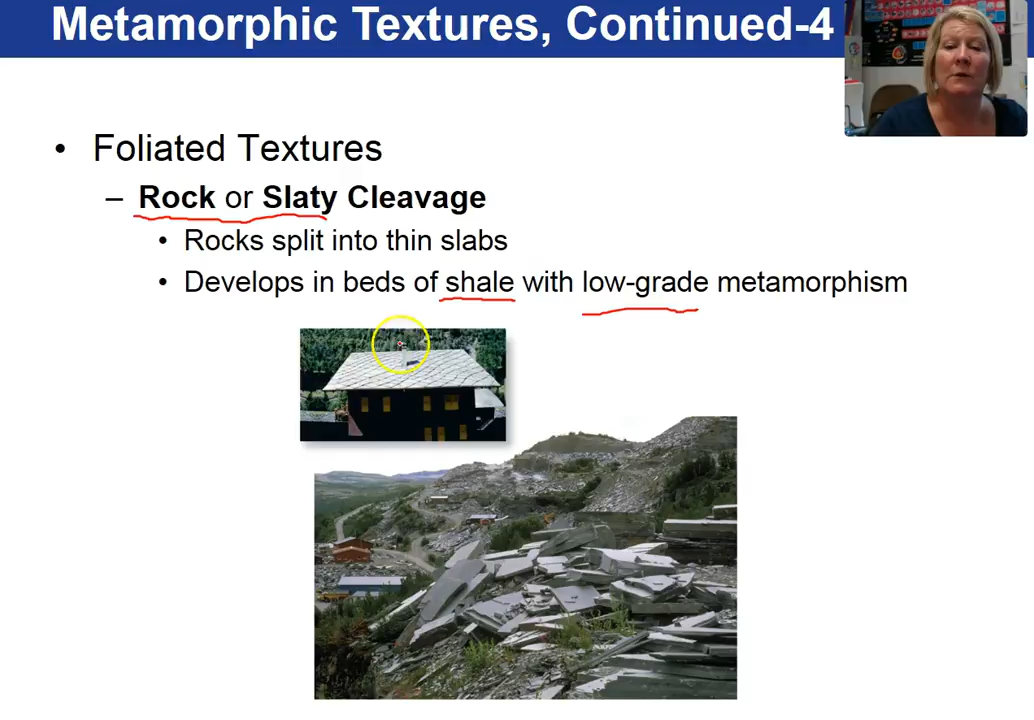 Metamorphic Textures, Continued-4
• Foliated Textures
– Rock or Slaty Cleavage
• Rocks split into thin slabs
• Develops in beds of shale with low-grade metamorphism